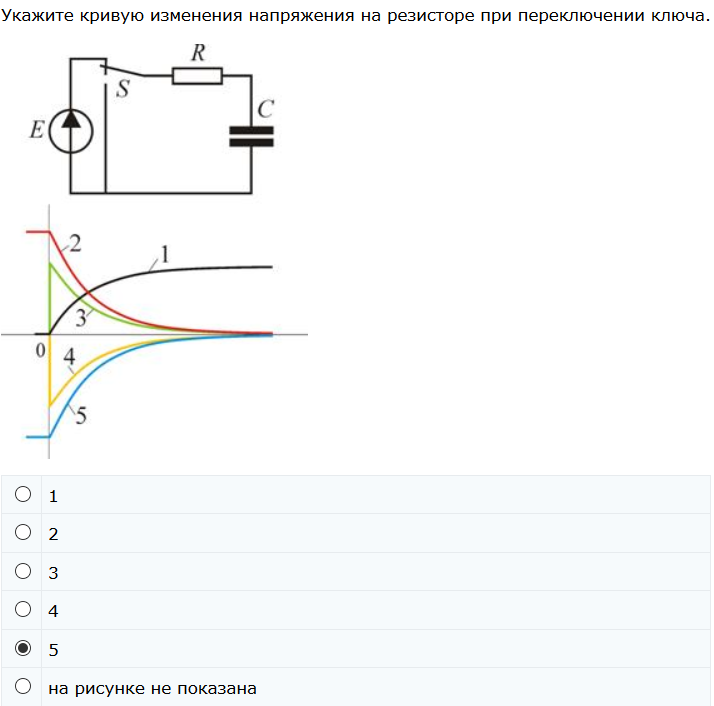 Укажите кривую изменения напряжения на резисторе при переключении ключа.
R
S
C
E
2
1
3
0
4
5
1
2
3
4
5
на рисунке не показана